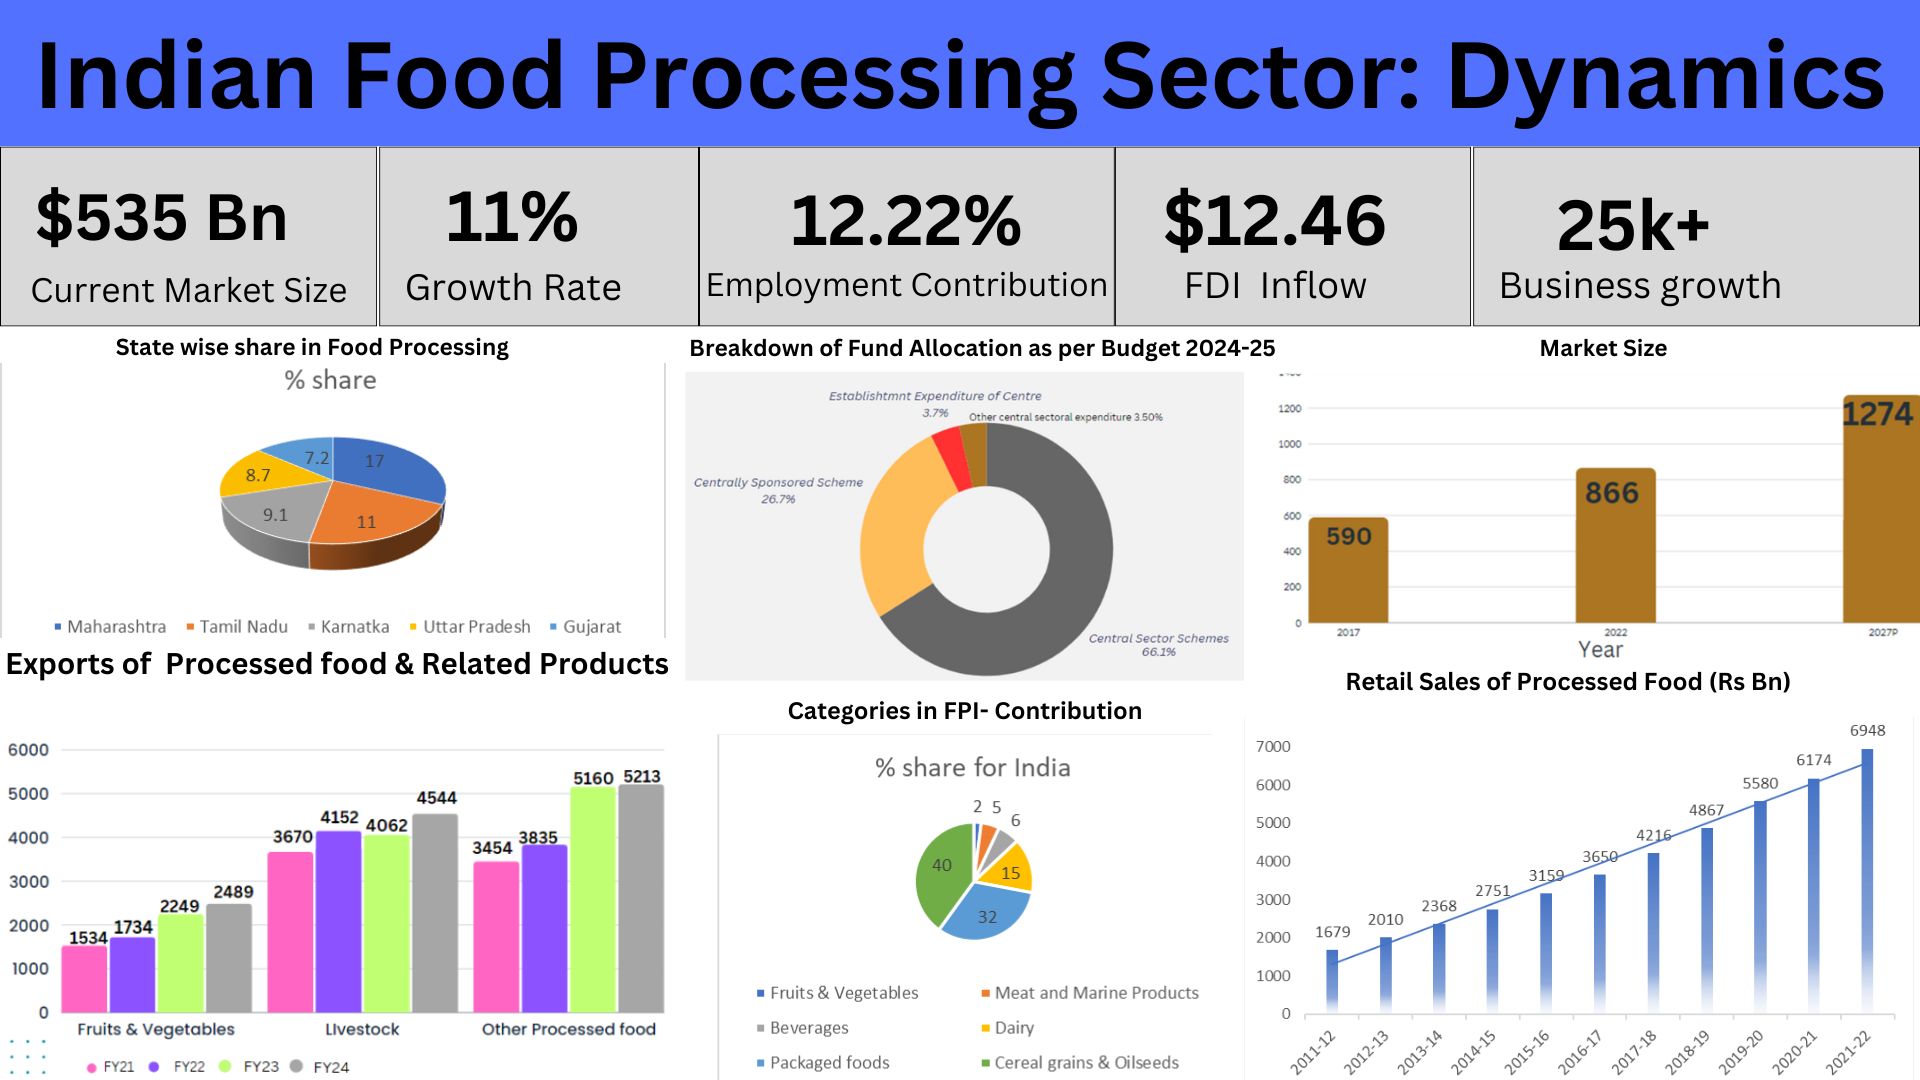 Indian Food Processing Sector: Dynamics
$535 Bn
Current Market Size
11%
Growth Rate
12.22%
Employment Contribution
$12.46
FDI Inflow
25k+
Business growth
State wise share in Food Processing
% share
7.2
17
8.7
9.1
11
Maharashtra
Tamil Nadu
Karnatka
Uttar Pradesh
Gujarat
Breakdown of Fund Allocation as per Budget 2024-25
Establishtmnt Expenditure of Centre
3.7%
Other central sectoral expenditure 3.50%
Centrally Sponsored Scheme
26.7%
Central Sector Schemes
66.1%
Market Size
1200
1000
800
600
400
200
0
590
866
1274
2017
2022
2027P
Year
Exports of Processed food & Related Products
6000
5000
4000
3000
2000
1000
0
1534
1734
2249
2489
3670
4152
4062
4544
3454
3835
5160
5213
Fruits & Vegetables
LIvestock
Other Processed food
FY21
FY22
FY23
FY24
Categories in FPI- Contribution
% share for India
2
5
6
15
32
40
Fruits & Vegetables
Meat and Marine Products
Beverages
Dairy
Packaged foods
Cereal grains & Oilseeds
Retail Sales of Processed Food (Rs Bn)
7000
6000
5000
4000
3000
2000
1000
0
1679
2010
2368
2751
3159
3650
4216
4867
5580
6174
6948
2011-12
2012-13
2013-14
2014-15
2015-16
2016-17
2017-18
2018-19
2019-20
2020-21
2021-22